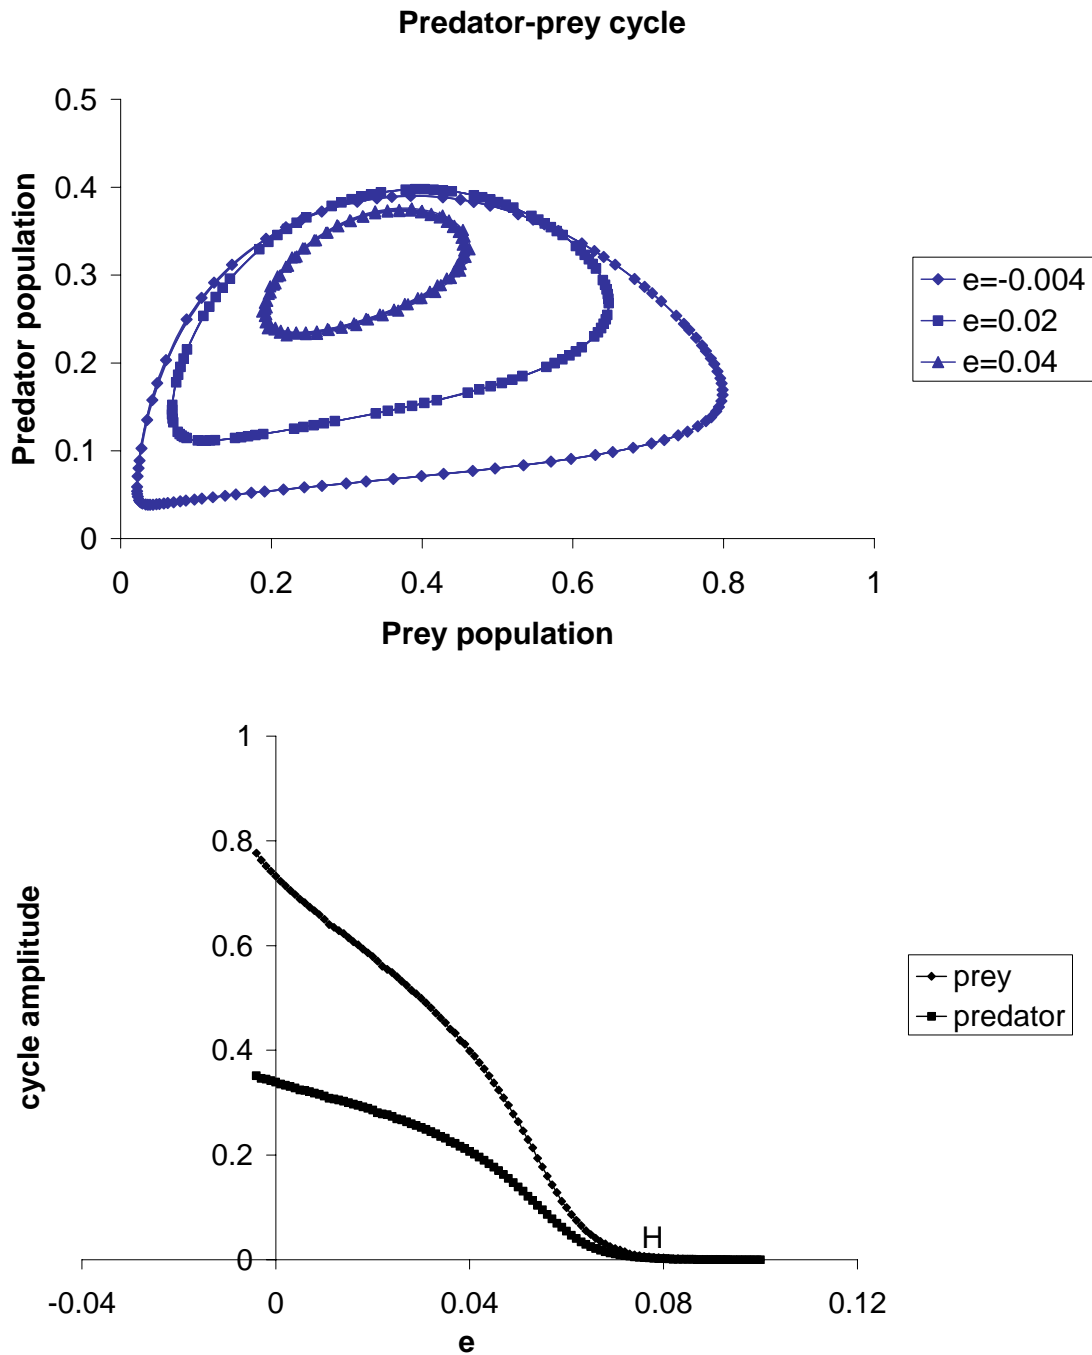 Predator-prey cycle
0.5
0.4
0.3
0.2
0.1
0
Predator population
0
0.2
0.4
0.6
0.8
1
Prey population
e=-0.004
e=0.02
e=0.04
1
0.8
0.6
0.4
0.2
0
cycle amplitude
H
-0.04
0
0.04
0.08
0.12
e
prey
predator